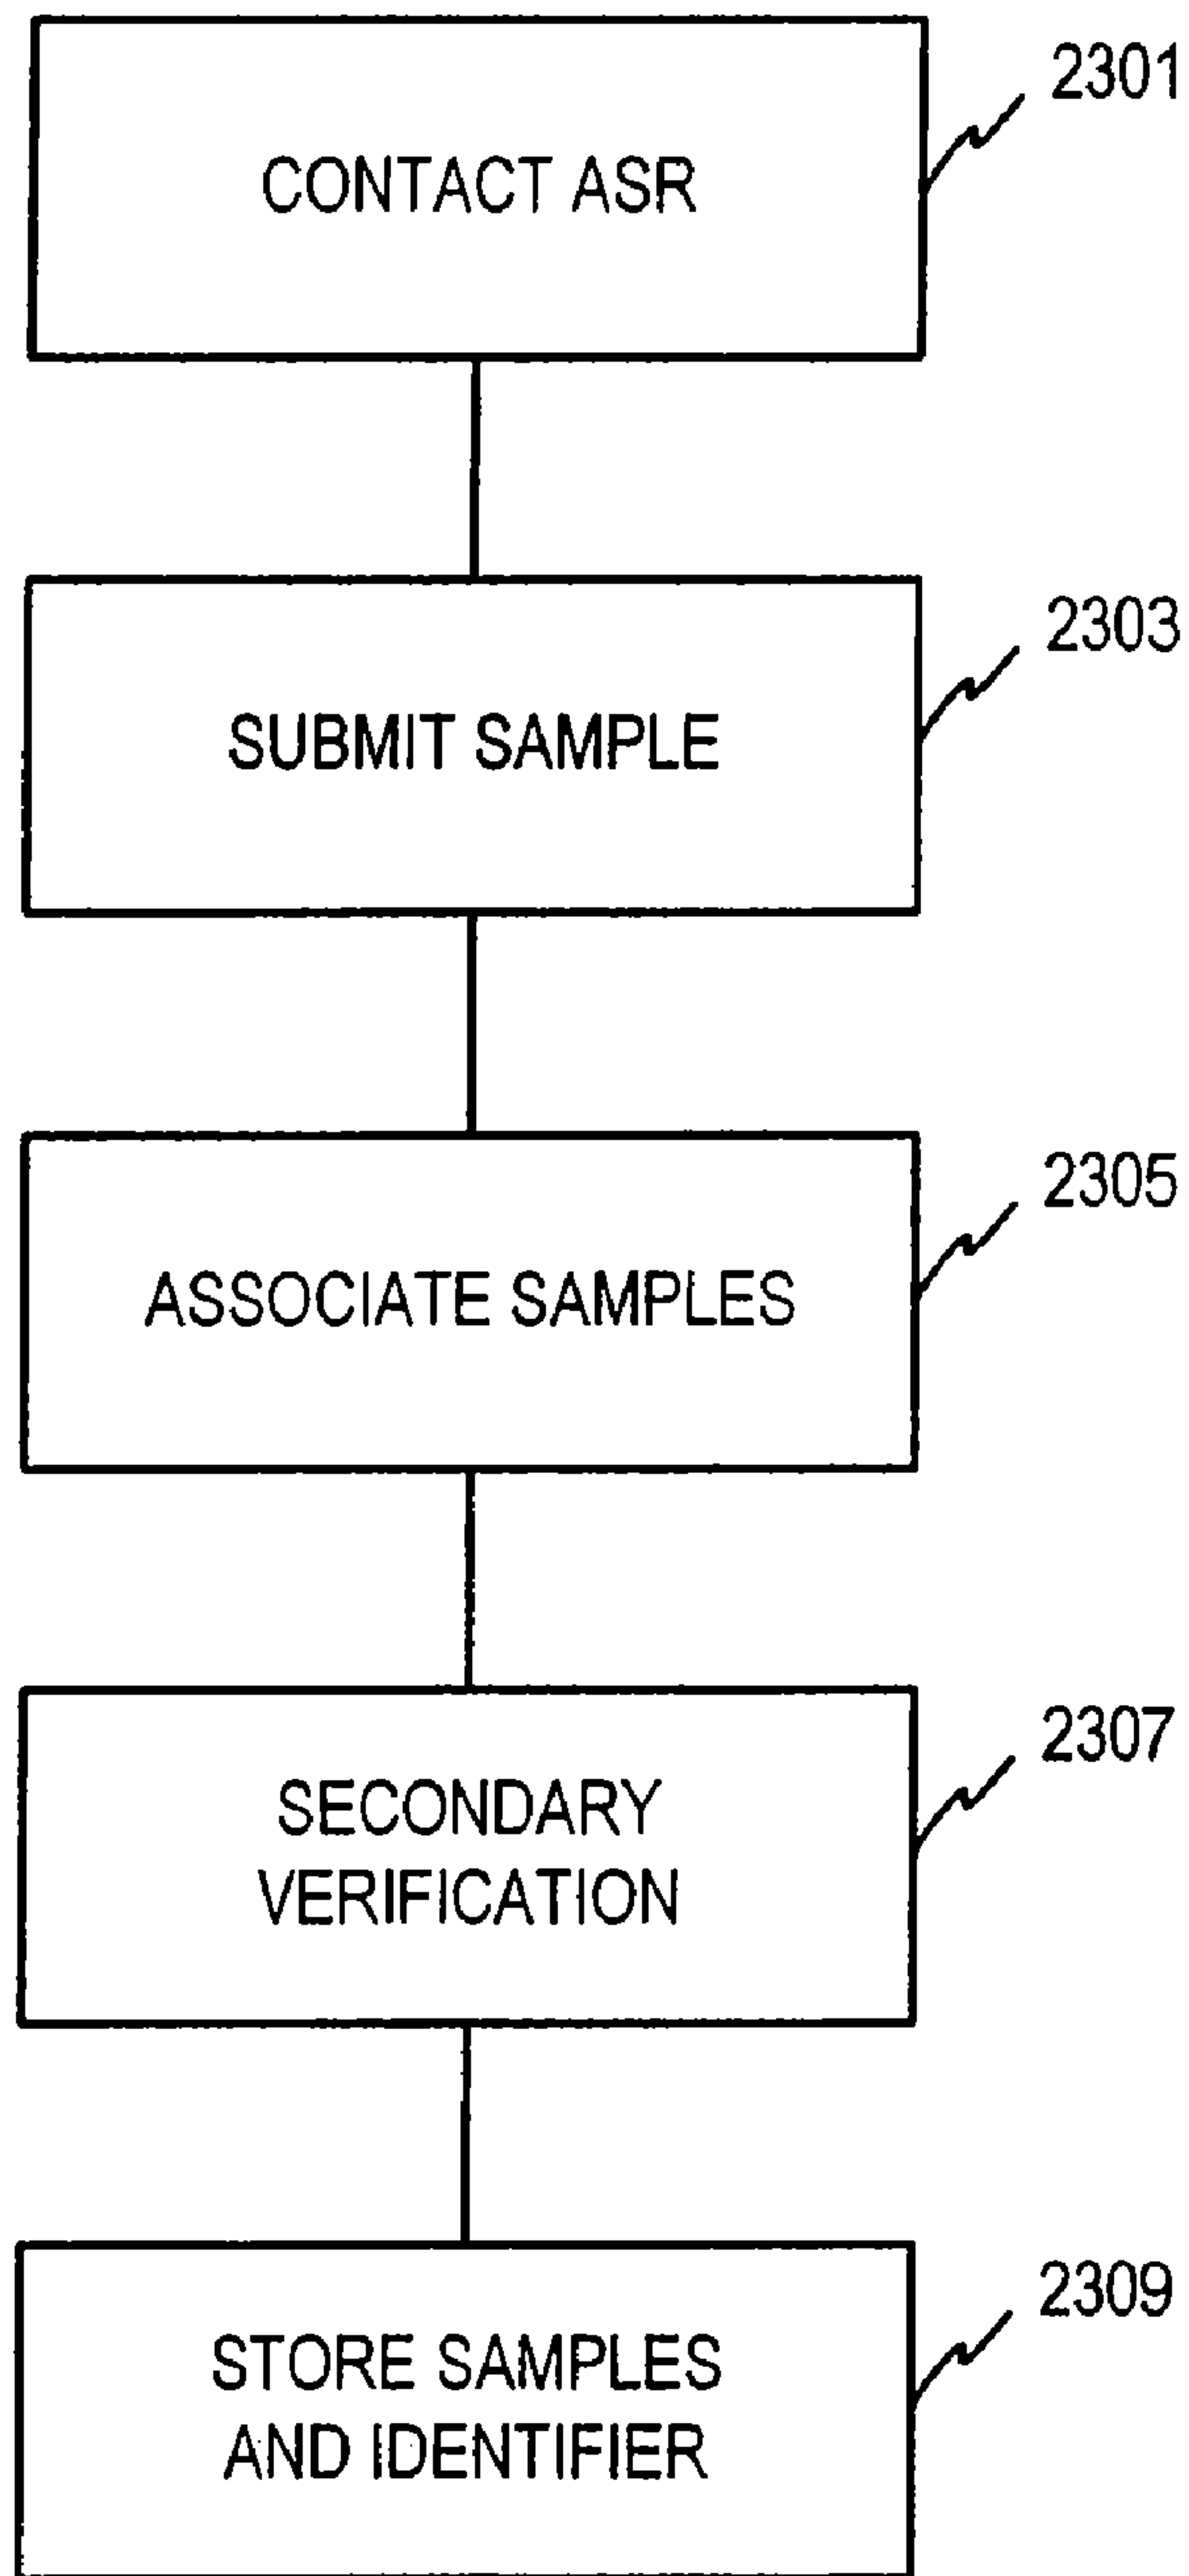 CONTACT ASR
2301
SUBMIT SAMPLE
2303
ASSOCIATE SAMPLES
2305
SECONDARY
VERIFICATION
2307
STORE SAMPLES
AND IDENTIFIER
2309